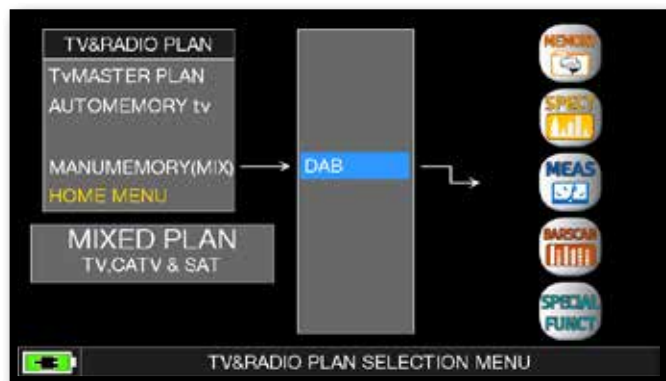 TV&RADIO PLAN
TvMASTER PLAN
AUTOMEMORY tv
MANUMEMORY(MIX)
HOME MENU
MIXED PLAN
TV,CATV & SAT
DAB
MEMORY
SPECT
MEAS
BARSCAN
SPECIAL
FUNCT
TV&RADIO PLAN SELECTION MENU